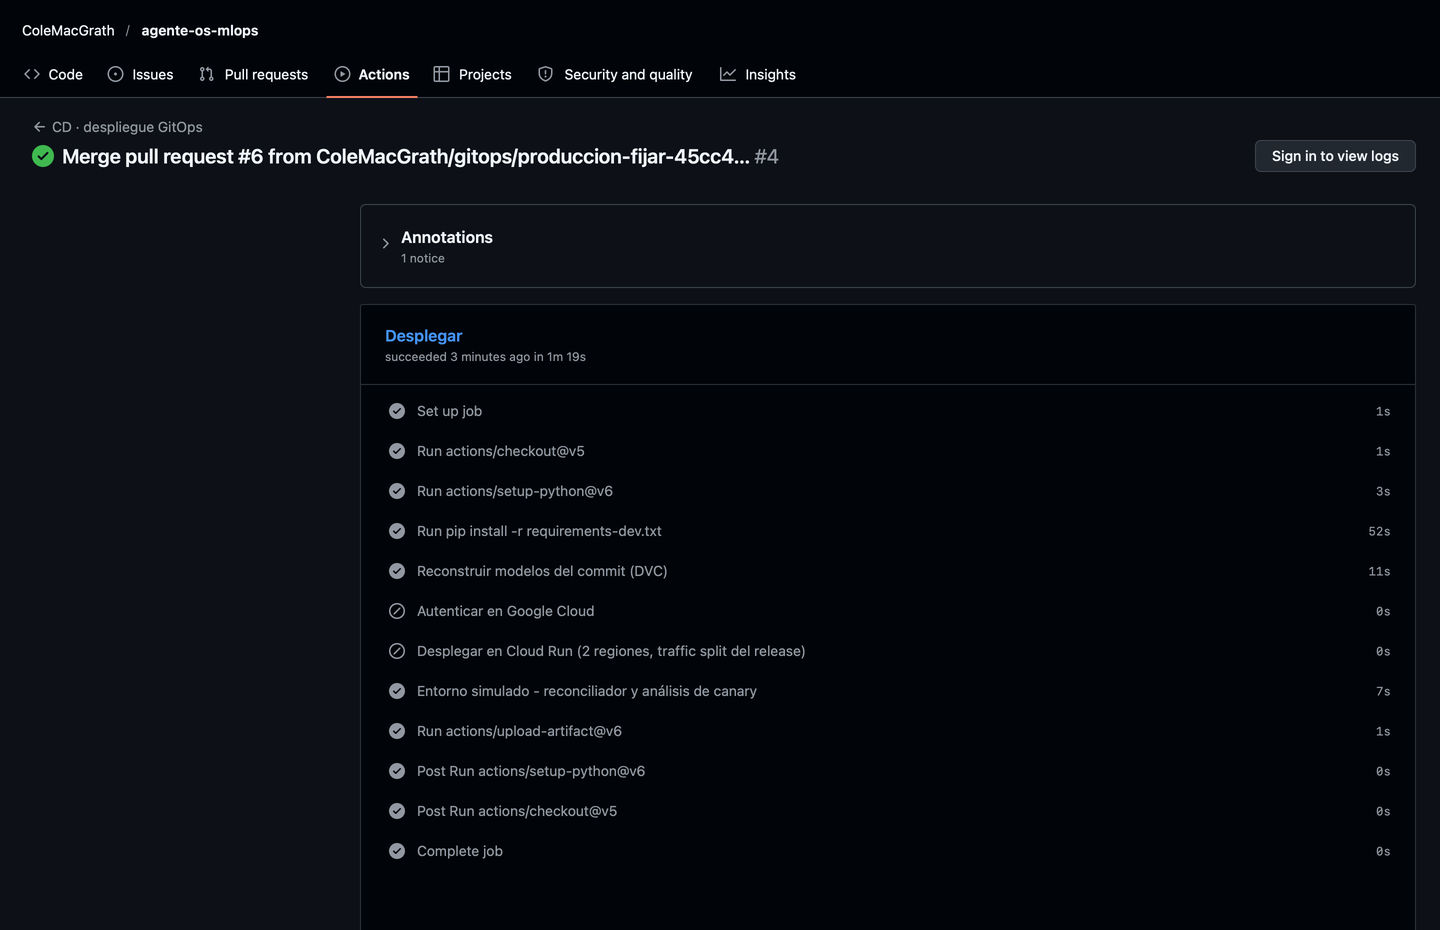 ColeMacGrath / agente-os-mlops
Code Issues Pull requests Actions Projects Security and quality Insights
← CD · despliegue GitOps
Merge pull request #6 from ColeMacGrath/gitops/produccion-fijar-45cc4... #4
Sign in to view logs
Annotations
1 notice
Desplegar
succeeded 3 minutes ago in 1m 19s
Set up job 1s
Run actions/checkout@v5 1s
Run actions/setup-python@v6 3s
Run pip install -r requirements-dev.txt 52s
Reconstruir modelos del commit (DVC) 11s
Autenticar en Google Cloud 0s
Desplegar en Cloud Run (2 regiones, traffic split del release) 0s
Entorno simulado - reconciliador y análisis de canary 7s
Run actions/upload-artifact@v6 1s
Post Run actions/setup-python@v6 0s
Post Run actions/checkout@v5 0s
Complete job 0s